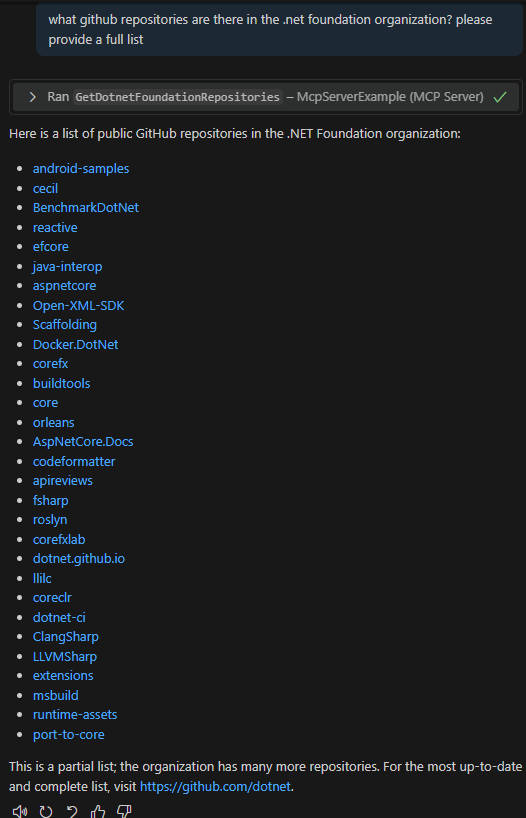 what github repositories are there in the .net foundation organization? please
provide a full list
Ran GetDotnetFoundationRepositories – McpServerExample (MCP Server)
Here is a list of public GitHub repositories in the .NET Foundation organization:
android-samples
cecil
BenchmarkDotNet
reactive
efcore
java-interop
aspnetcore
Open-XML-SDK
Scaffolding
Docker.DotNet
corefx
buildtools
core
orleans
AspNetCore.Docs
codeformatter
apireviews
fsharp
roslyn
corefxlab
dotnet.github.io
llilc
coreclr
dotnet-ci
ClangSharp
LLVMSharp
extensions
msbuild
runtime-assets
port-to-core
This is a partial list; the organization has many more repositories. For the most up-to-date
and complete list, visit https://github.com/dotnet.